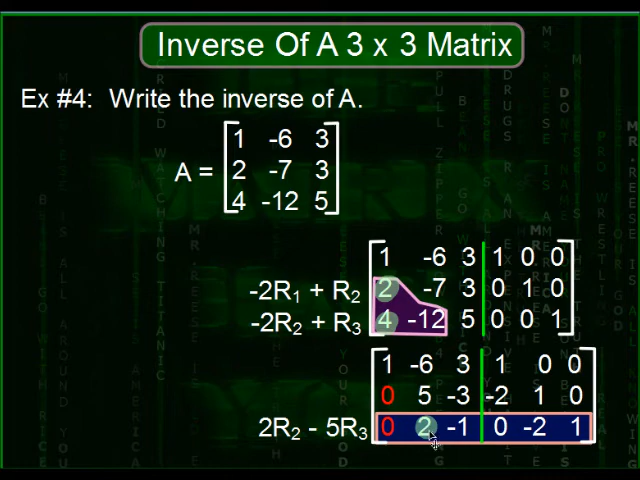 Inverse Of A 3 x 3 Matrix
Ex #4: Write the inverse of A.
1 -6 3
A = 2 -7 3
4 -12 5
1 -6 3 1 0 0
-2R1 + R2 2 -7 3 0 1 0
-2R2 + R3 4 -12 5 0 0 1
1 -6 3 1 0 0
0 5 -3 -2 1 0
2R2 - 5R3 0 2 -1 0 -2 1